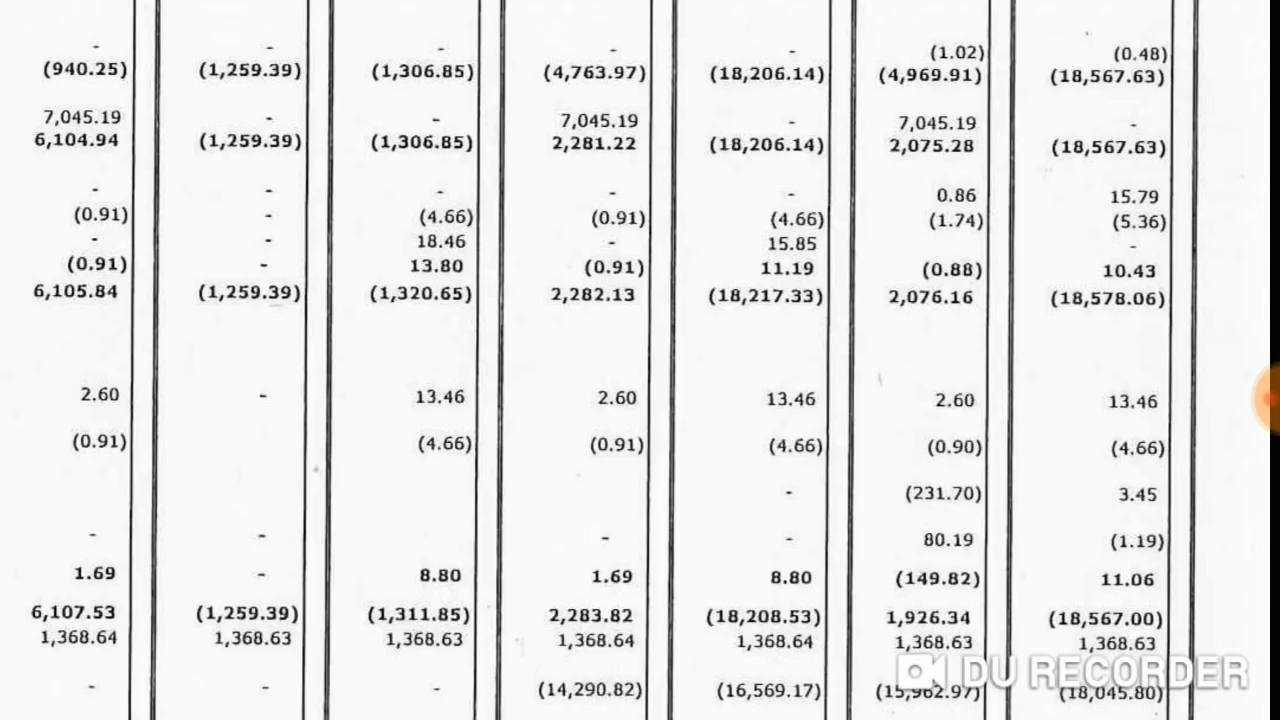 - - - - - (1.02) (0.48)
(940.25) (1,259.39) (1,306.85) (4,763.97) (18,206.14) (4,969.91) (18,567.63)
7,045.19 - - 7,045.19 - 7,045.19 -
6,104.94 (1,259.39) (1,306.85) 2,281.22 (18,206.14) 2,075.28 (18,567.63)
- - - - - 0.86 15.79
(0.91) - (4.66) (0.91) (4.66) (1.74) (5.36)
- - 18.46 - 15.85 -
(0.91) - 13.80 (0.91) 11.19 (0.88) 10.43
6,105.84 (1,259.39) (1,320.65) 2,282.13 (18,217.33) 2,076.16 (18,578.06)
2.60 - 13.46 2.60 13.46 2.60 13.46
(0.91) (4.66) (0.91) (4.66) (0.90) (4.66)
- (231.70) 3.45
- - - - 80.19 (1.19)
1.69 - 8.80 1.69 8.80 (149.82) 11.06
6,107.53 (1,259.39) (1,311.85) 2,283.82 (18,208.53) 1,926.34 (18,567.00)
1,368.64 1,368.63 1,368.63 1,368.64 1,368.64 1,368.63 1,368.63
DU RECORDER
- - - (14,290.82) (16,569.17) (15,962.97) (18,045.80)